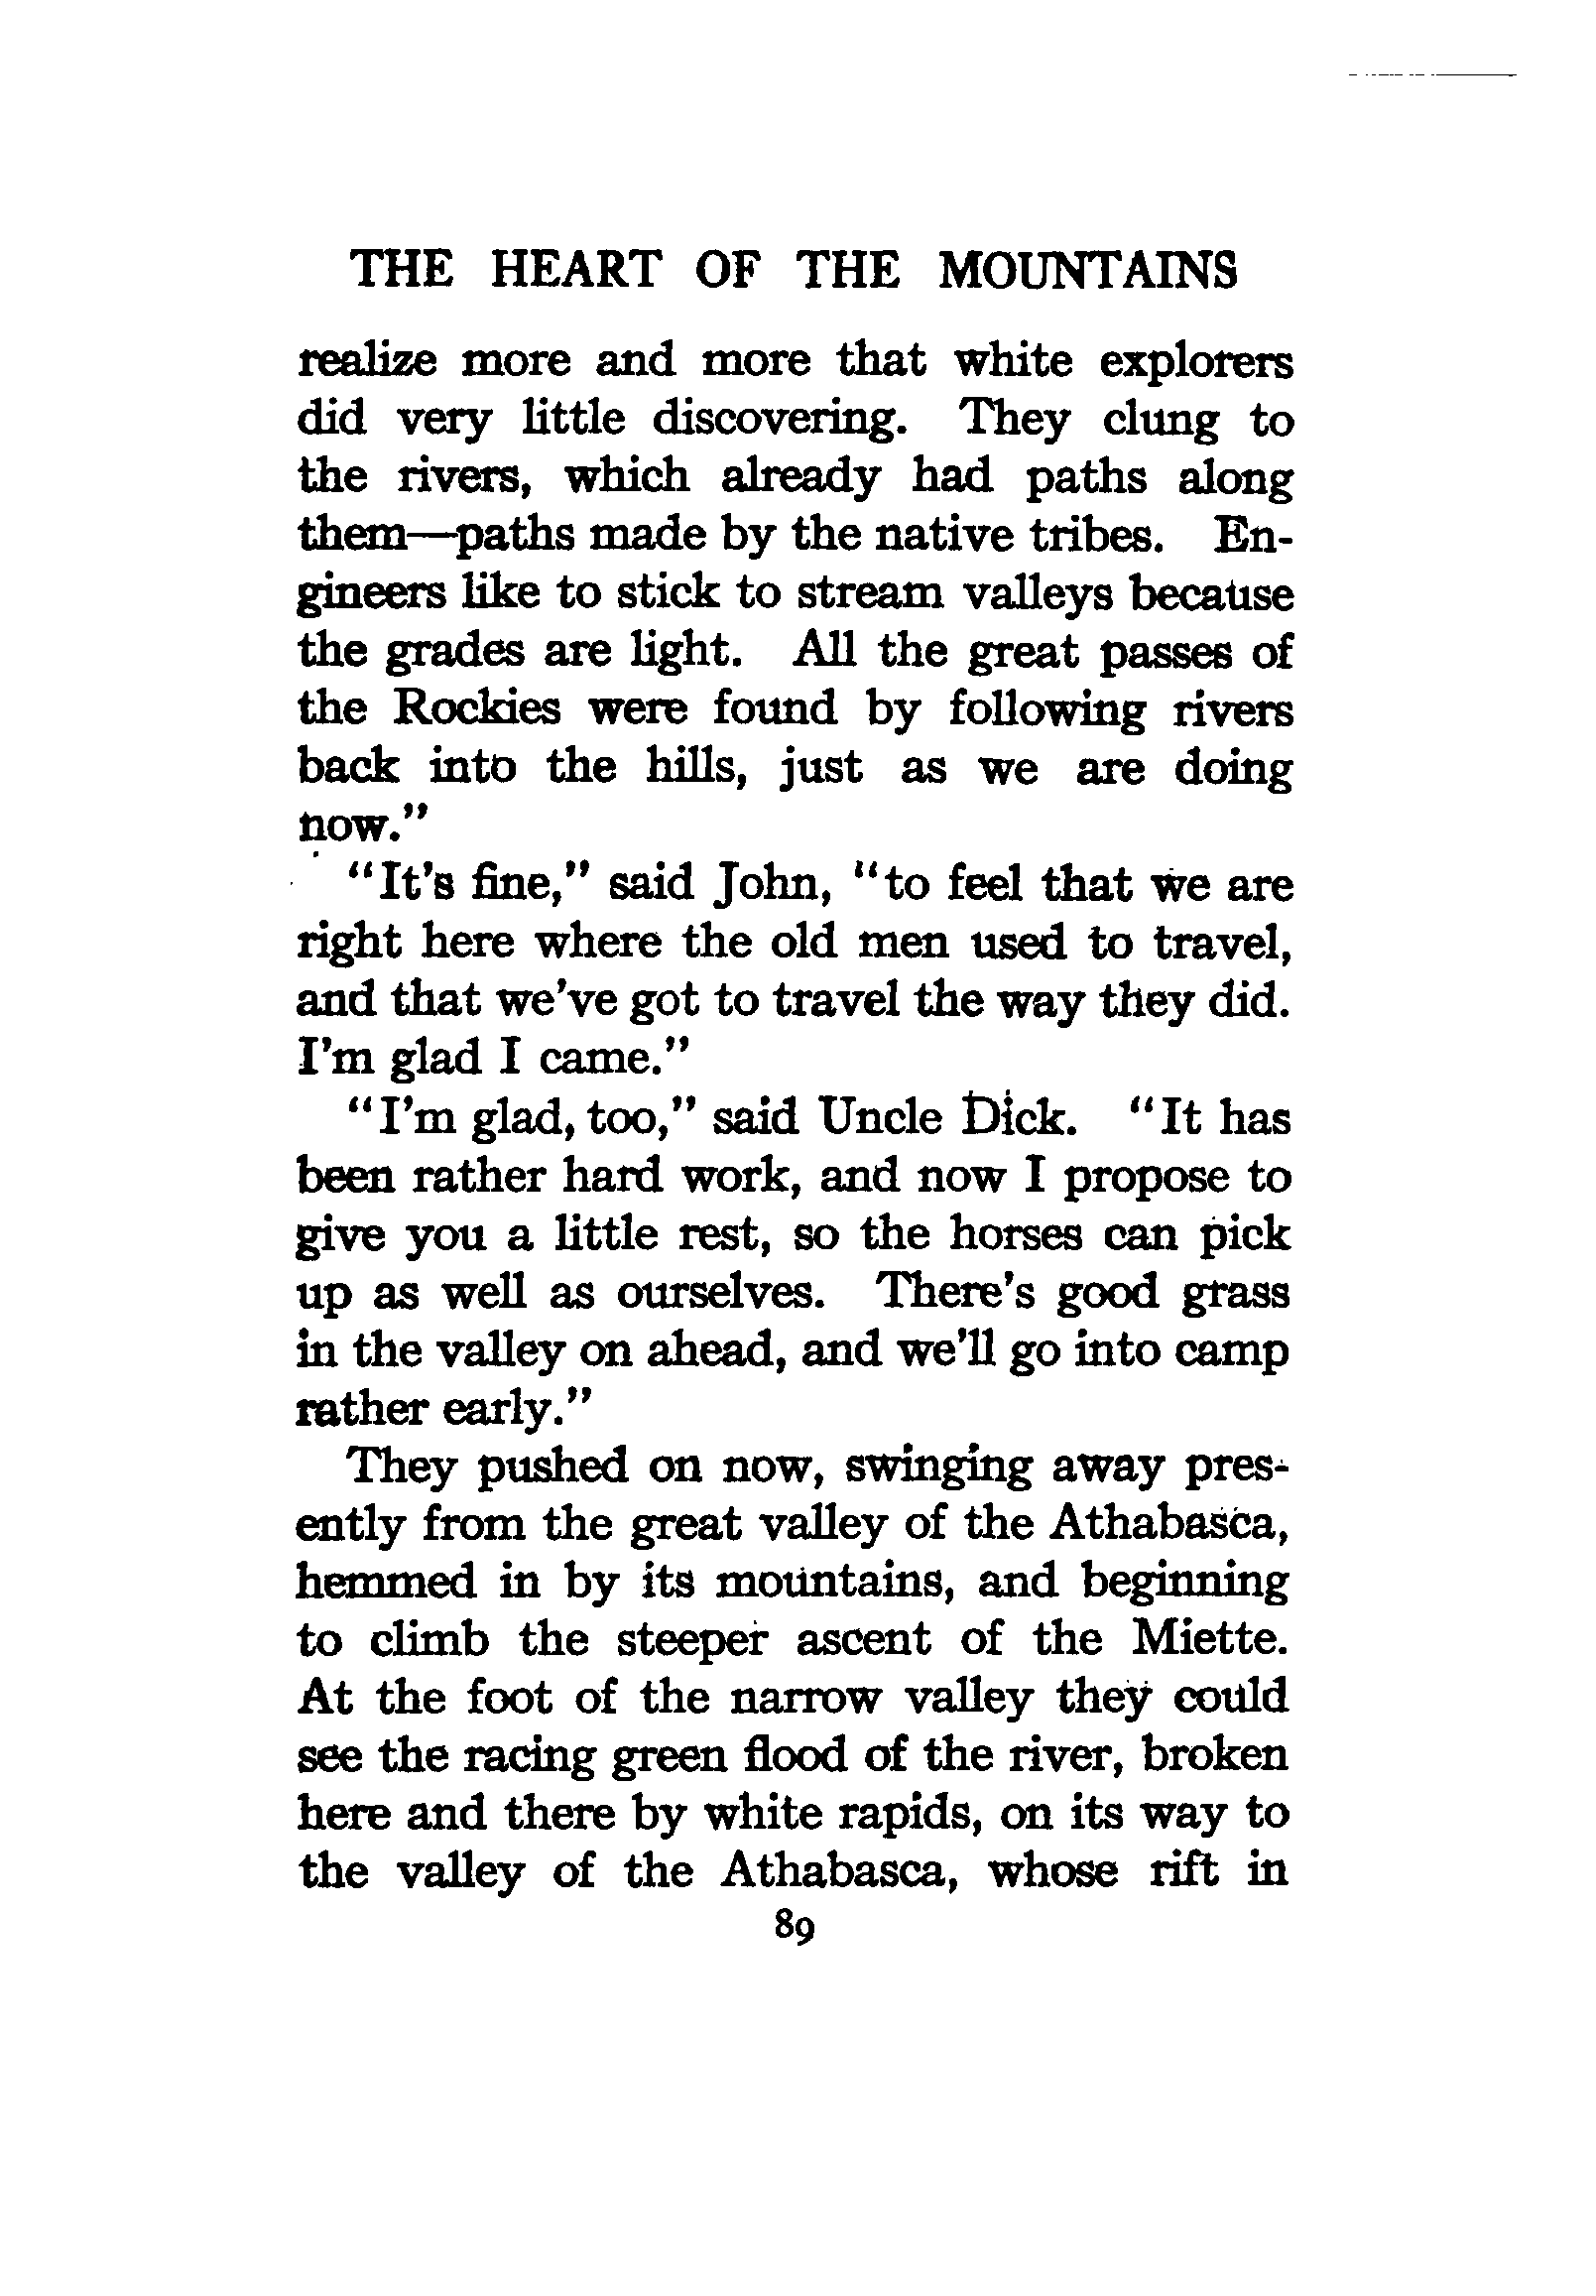 THE HEART OF THE MOUNTAINS
realize more and more that white explorers
did very little discovering. They clung to
the rivers, which already had paths along
them—paths made by the native tribes. En-
gineers like to stick to stream valleys because
the grades are light. All the great passes of
the Rockies were found by following rivers
back into the hills, just as we are doing
now."
"It's fine," said John, "to feel that we are
right here where the old men used to travel,
and that we've got to travel the way they did.
I'm glad I came."
"I'm glad, too," said Uncle Dick. "It has
been rather hard work, and now I propose to
give you a little rest, so the horses can pick
up as well as ourselves. There's good grass
in the valley on ahead, and we'll go into camp
rather early."
They pushed on now, swinging away pres-
ently from the great valley of the Athabasca,
hemmed in by its mountains, and beginning
to climb the steeper ascent of the Miette.
At the foot of the narrow valley they could
see the racing green flood of the river, broken
here and there by white rapids, on its way to
the valley of the Athabasca, whose rift in
89